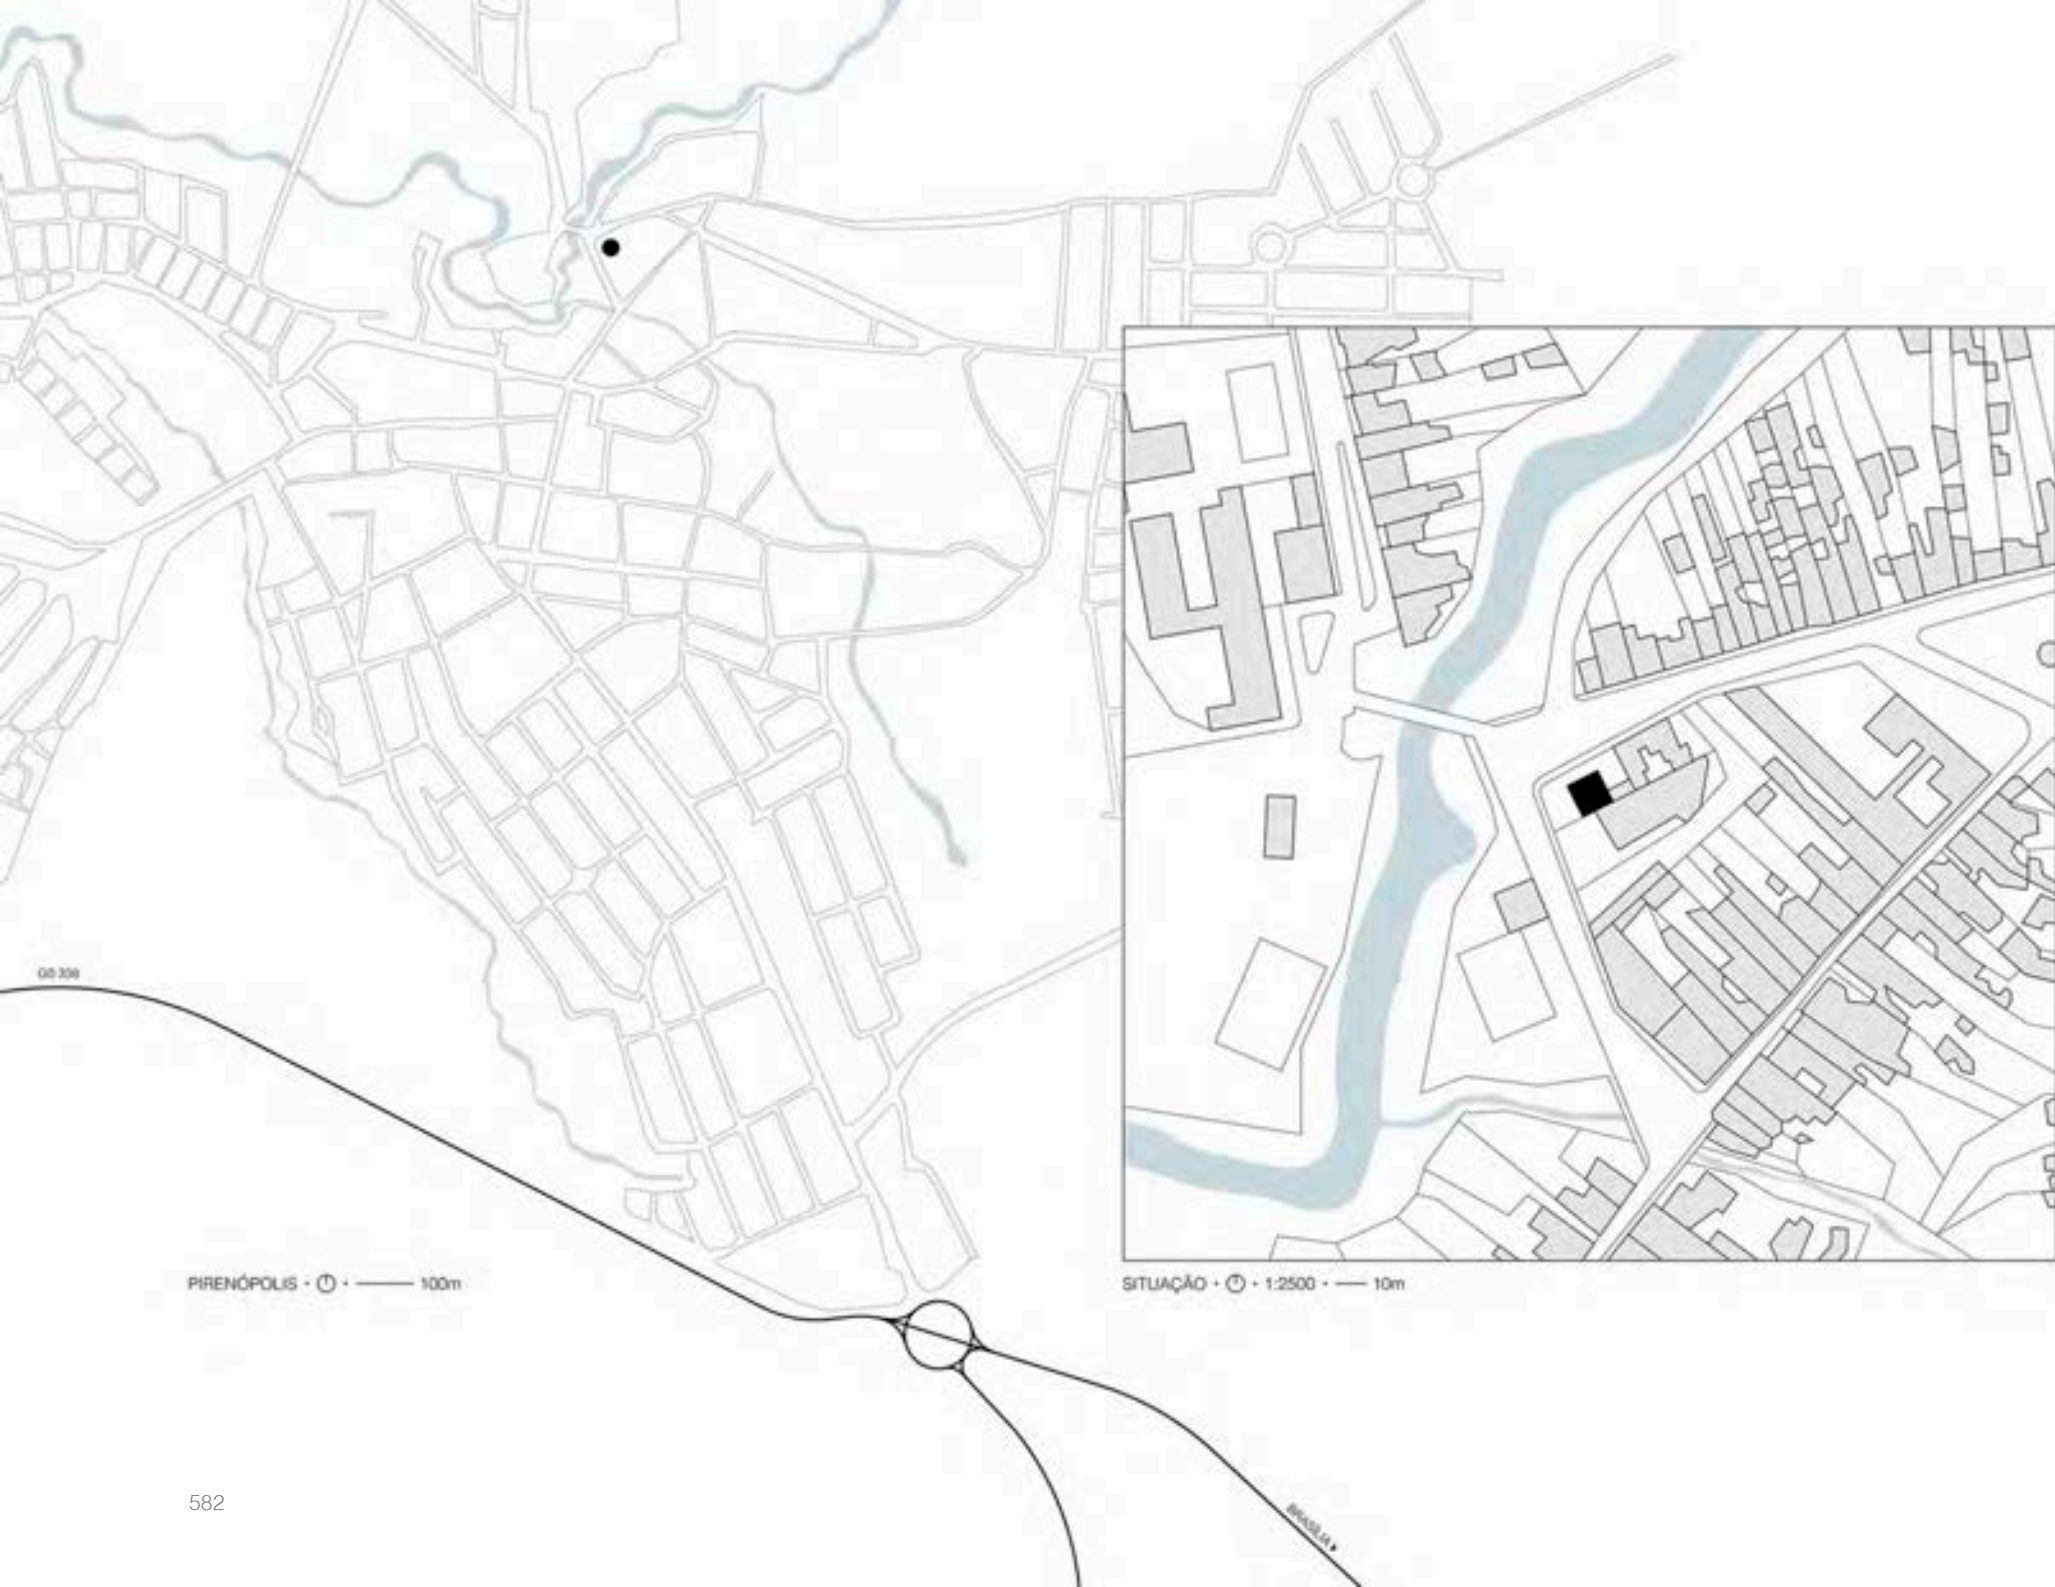 GO 338
PIRENÓPOLIS · 100m
SITUAÇÃO · 1:2500 · 10m
582
BRASÍLIA